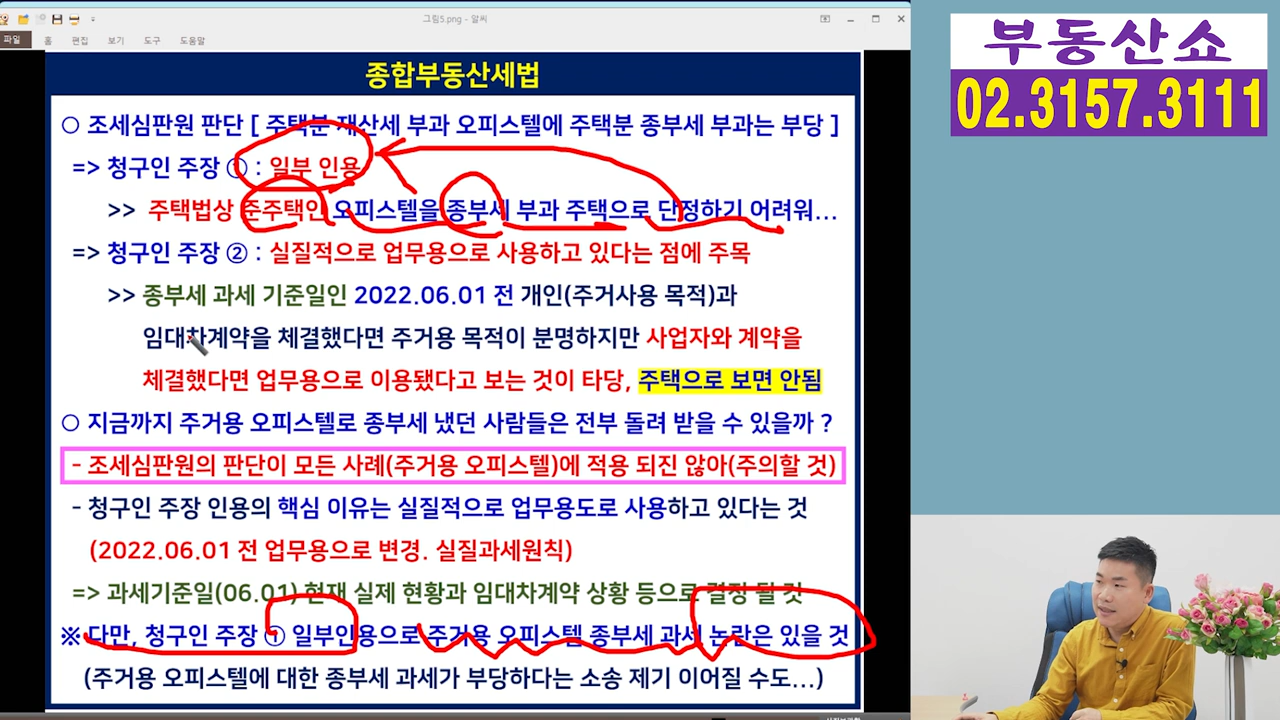 그림5.png - 알씨
파일 홈 편집 보기 도구 도움말
부동산쇼
02.3157.3111
종합부동산세법
○ 조세심판원 판단 [ 주택분 재산세 부과 오피스텔에 주택분 종부세 부과는 부당 ]
=> 청구인 주장 ① : 일부 인용
>> 주택법상 준주택인 오피스텔을 종부세 부과 주택으로 단정하기 어려워...
=> 청구인 주장 ② : 실질적으로 업무용으로 사용하고 있다는 점에 주목
>> 종부세 과세 기준일인 2022.06.01 전 개인(주거사용 목적)과
임대차계약을 체결했다면 주거용 목적이 분명하지만 사업자와 계약을
체결했다면 업무용으로 이용됐다고 보는 것이 타당, 주택으로 보면 안됨
○ 지금까지 주거용 오피스텔로 종부세 냈던 사람들은 전부 돌려 받을 수 있을까 ?
- 조세심판원의 판단이 모든 사례(주거용 오피스텔)에 적용 되진 않아(주의할 것)
- 청구인 주장 인용의 핵심 이유는 실질적으로 업무용도로 사용하고 있다는 것
(2022.06.01 전 업무용으로 변경. 실질과세원칙)
=> 과세기준일(06.01) 현재 실제 현황과 임대차계약 상황 등으로 결정 될 것
※ 다만, 청구인 주장 ① 일부인용으로 주거용 오피스텔 종부세 과세 논란은 있을 것
(주거용 오피스텔에 대한 종부세 과세가 부당하다는 소송 제기 이어질 수도...)